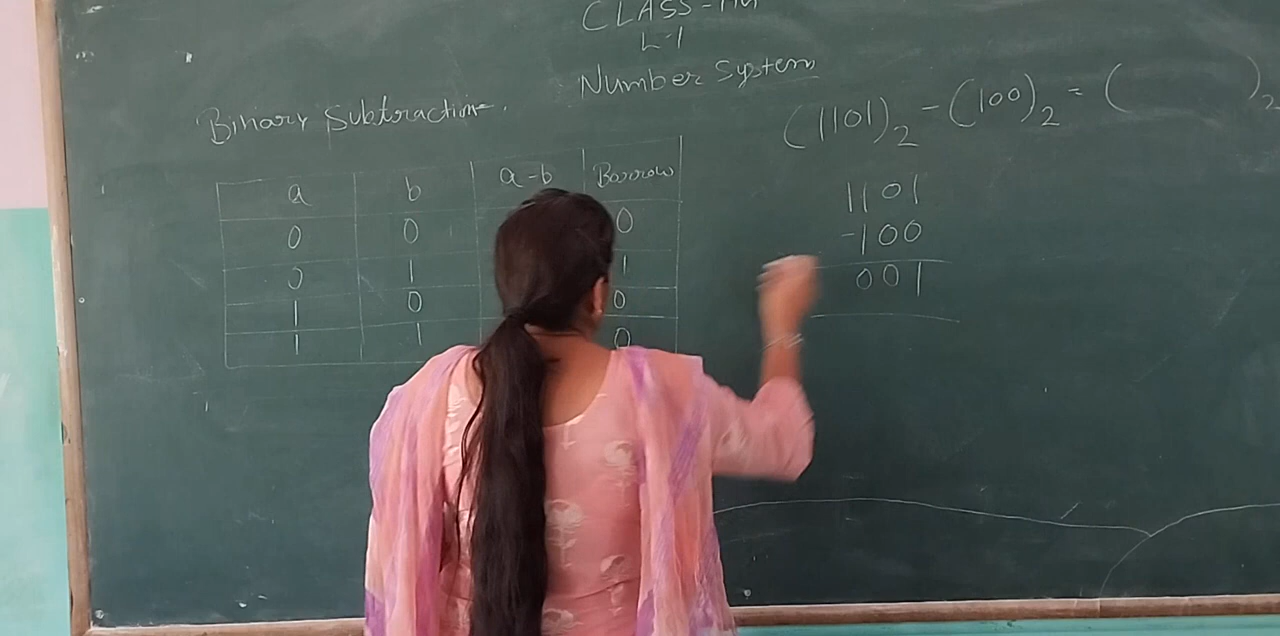 CLASS-
L-1
Number System
Binary Subtraction.
(1101)₂ - (100)₂ = ( )₂
a b a-b Borrow
0 0 0
0 1 1
1 0 0
1 1 0
1101
-100
001